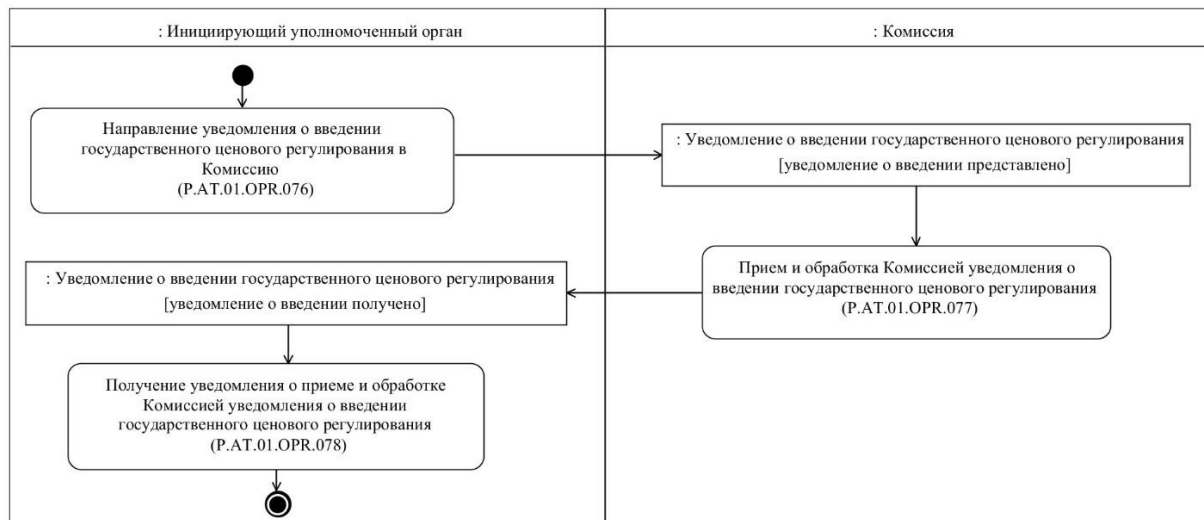 : Инициирующий уполномоченный орган
: Комиссия
Направление уведомления о введении
государственного ценового регулирования в
Комиссию
(P.AT.01.OPR.076)
: Уведомление о введении государственного ценового регулирования
[уведомление о введении представлено]
Прием и обработка Комиссией уведомления о
введении государственного ценового регулирования
(P.AT.01.OPR.077)
: Уведомление о введении государственного ценового регулирования
[уведомление о введении получено]
Получение уведомления о приеме и обработке
Комиссией уведомления о введении
государственного ценового регулирования
(P.AT.01.OPR.078)